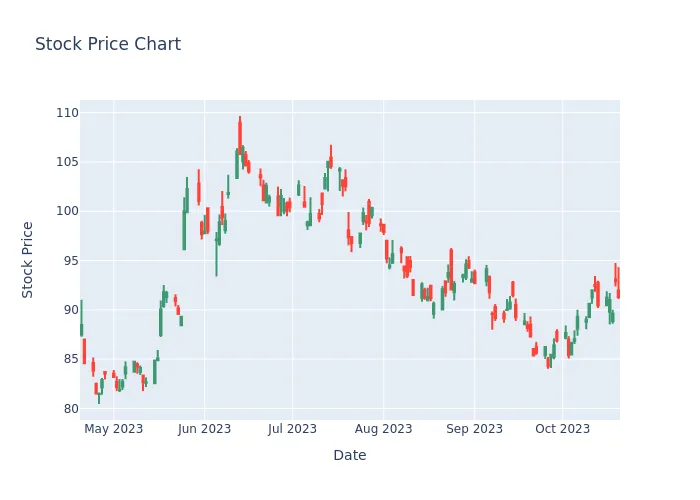 Stock Price Chart
110
105
100
95
90
85
80
Stock Price
May 2023
Jun 2023
Jul 2023
Aug 2023
Sep 2023
Oct 2023
Date